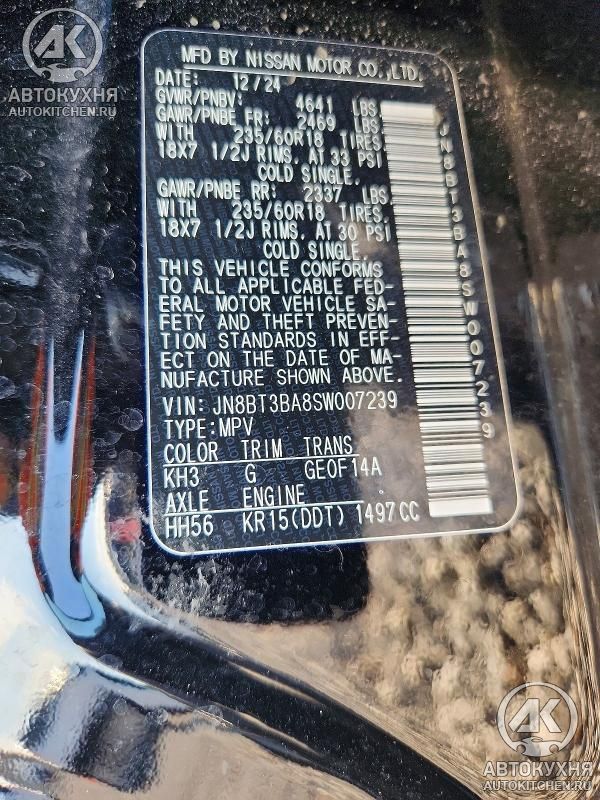 АК
АВТОКУХНЯ
AUTOKITCHEN.RU
MFD BY NISSAN MOTOR CO.,LTD.
DATE: 12/24
GVWR/PNBV: 4641 LBS
GAWR/PNBE FR: 2469 LBS
WITH 235/60R18 TIRES,
18X7 1/2J RIMS, AT 33 PSI
COLD SINGLE.
GAWR/PNBE RR: 2337 LBS
WITH 235/60R18 TIRES,
18X7 1/2J RIMS, AT 30 PSI
COLD SINGLE.
THIS VEHICLE CONFORMS
TO ALL APPLICABLE FED-
ERAL MOTOR VEHICLE SA-
FETY AND THEFT PREVEN-
TION STANDARDS IN EFF-
ECT ON THE DATE OF MA-
NUFACTURE SHOWN ABOVE.
VIN: JN8BT3BA8SW007239
TYPE: MPV
COLOR TRIM TRANS
KH3 G GE0F14A
AXLE ENGINE
HH56 KR15(DDT) 1497CC
JN8BT3BA8SW007239
АК
АВТОКУХНЯ
AUTOKITCHEN.RU